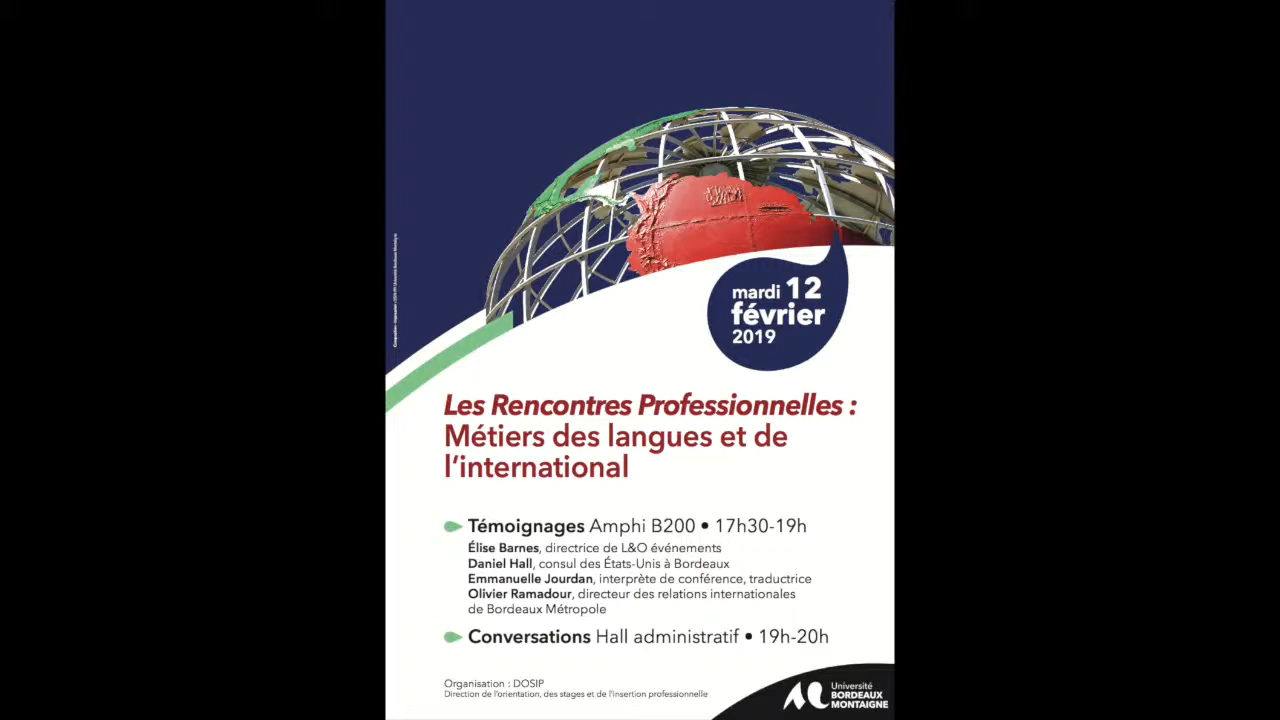 mardi 12
février
2019
Les Rencontres Professionnelles :
Métiers des langues et de
l'international
Témoignages Amphi B200 • 17h30-19h
Élise Barnes, directrice de L&O événements
Daniel Hall, consul des États-Unis à Bordeaux
Emmanuelle Jourdan, interprète de conférence, traductrice
Olivier Ramadour, directeur des relations internationales
de Bordeaux Métropole
Conversations Hall administratif • 19h-20h
Organisation : DOSIP
Direction de l'orientation, des stages et de l'insertion professionnelle
Université
BORDEAUX
MONTAIGNE